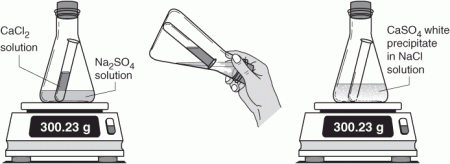 CaCl₂
solution
Na₂SO₄
solution
300.23 g
CaSO₄ white
precipitate
in NaCl
solution
300.23 g